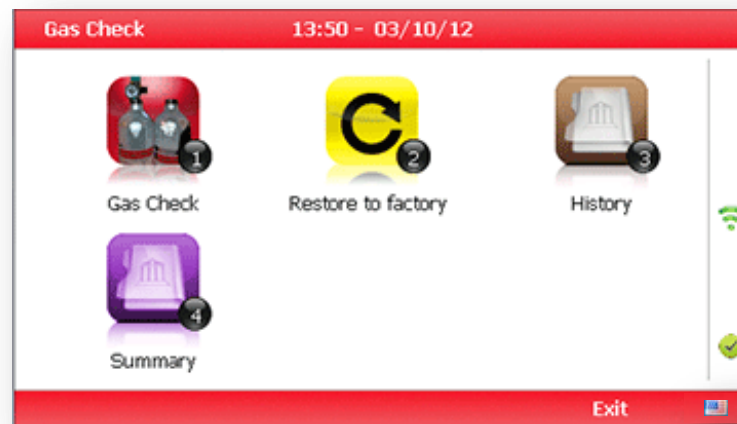 Gas Check 13:50 - 03/10/12
1 2 3
Gas Check Restore to factory History
4
Summary
Exit